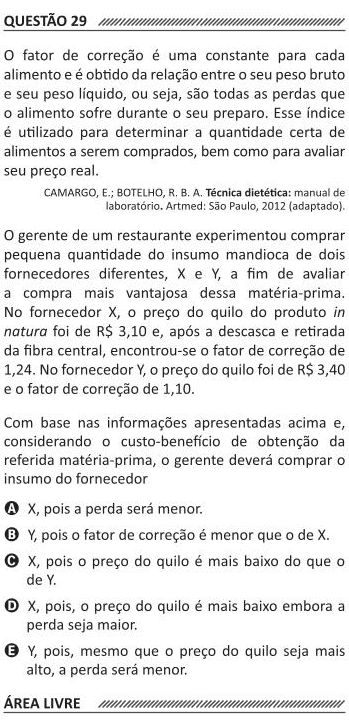 QUESTÃO 29
O fator de correção é uma constante para cada
alimento e é obtido da relação entre o seu peso bruto
e seu peso líquido, ou seja, são todas as perdas que
o alimento sofre durante o seu preparo. Esse índice
é utilizado para determinar a quantidade certa de
alimentos a serem comprados, bem como para avaliar
seu preço real.
CAMARGO, E.; BOTELHO, R. B. A. Técnica dietética: manual de
laboratório. Artmed: São Paulo, 2012 (adaptado).
O gerente de um restaurante experimentou comprar
pequena quantidade do insumo mandioca de dois
fornecedores diferentes, X e Y, a fim de avaliar
a compra mais vantajosa dessa matéria-prima.
No fornecedor X, o preço do quilo do produto in
natura foi de R$ 3,10 e, após a descasca e retirada
da fibra central, encontrou-se o fator de correção de
1,24. No fornecedor Y, o preço do quilo foi de R$ 3,40
e o fator de correção de 1,10.
Com base nas informações apresentadas acima e,
considerando o custo-benefício de obtenção da
referida matéria-prima, o gerente deverá comprar o
insumo do fornecedor
A X, pois a perda será menor.
B Y, pois o fator de correção é menor que o de X.
C X, pois o preço do quilo é mais baixo do que o
de Y.
D X, pois, o preço do quilo é mais baixo embora a
perda seja maior.
E Y, pois, mesmo que o preço do quilo seja mais
alto, a perda será menor.
ÁREA LIVRE